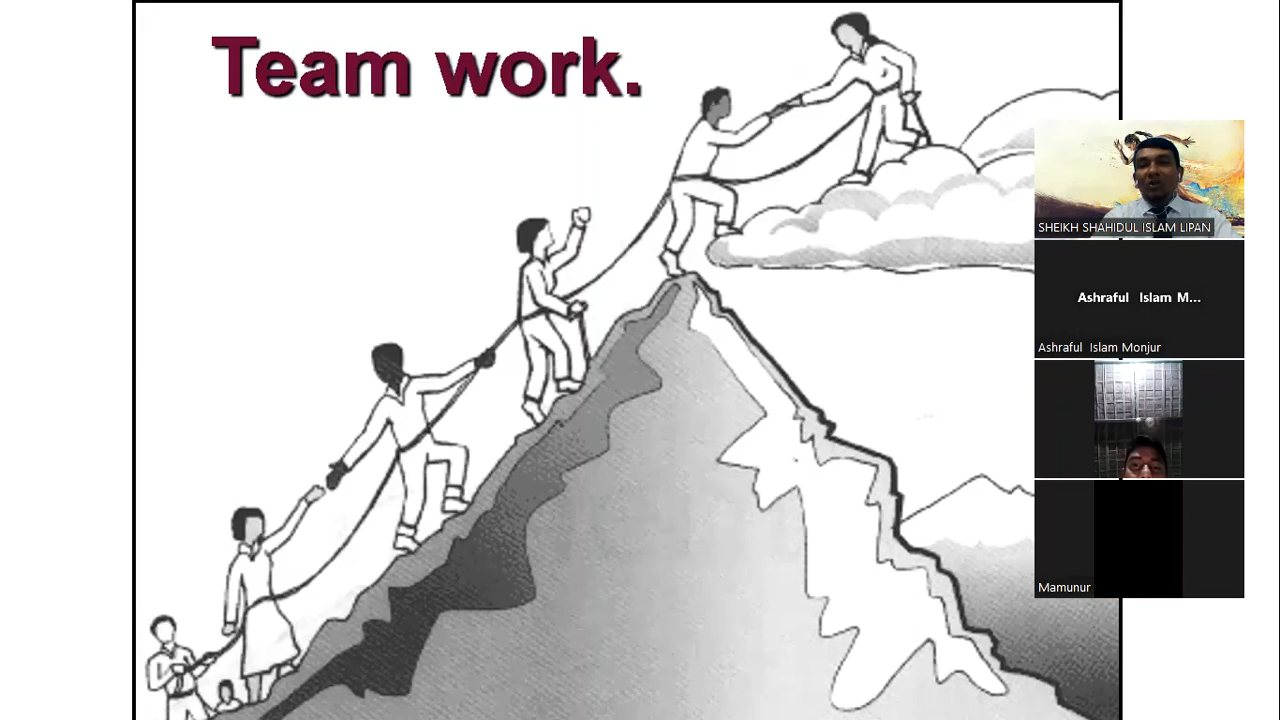 Team work.
SHEIKH SHAHIDUL ISLAM LIPAN
Ashraful Islam M...
Ashraful Islam Monjur
Mamunur